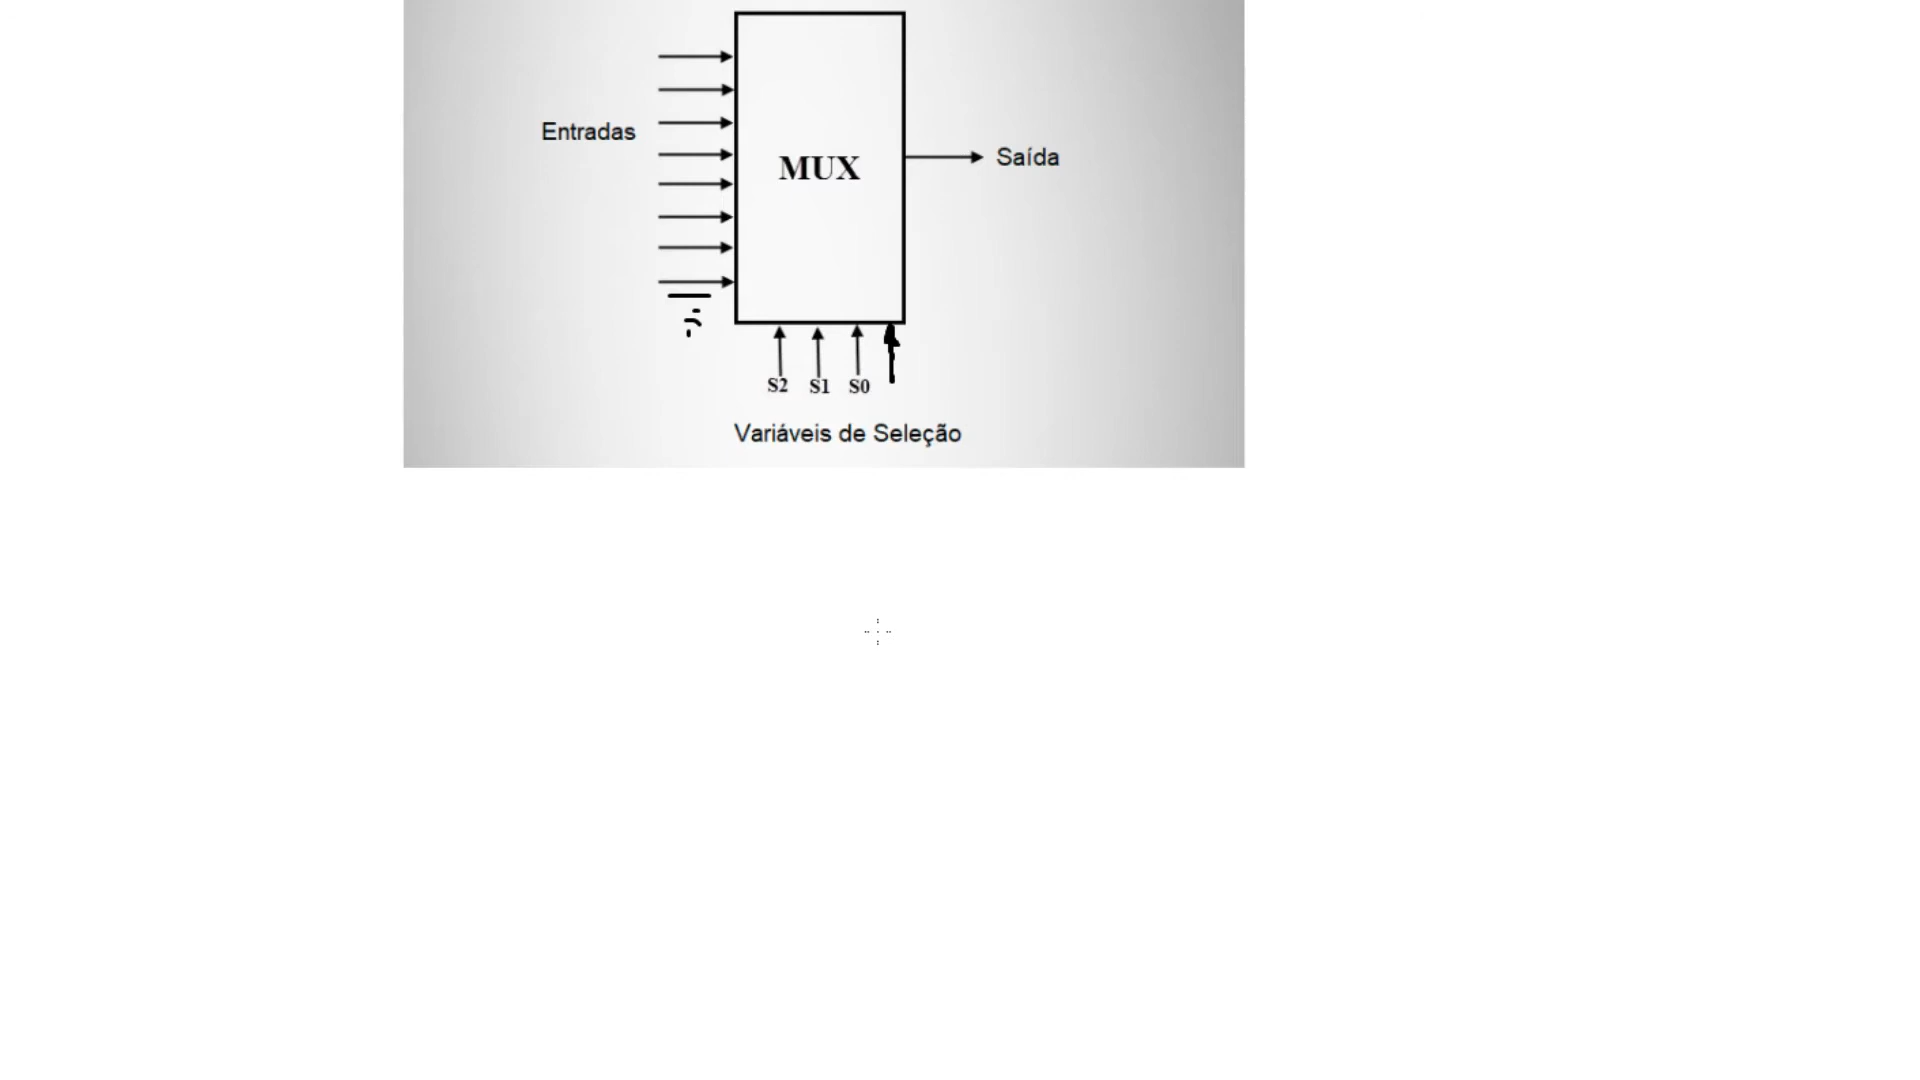 Entradas
MUX
Saída
S2 S1 S0
Variáveis de Seleção